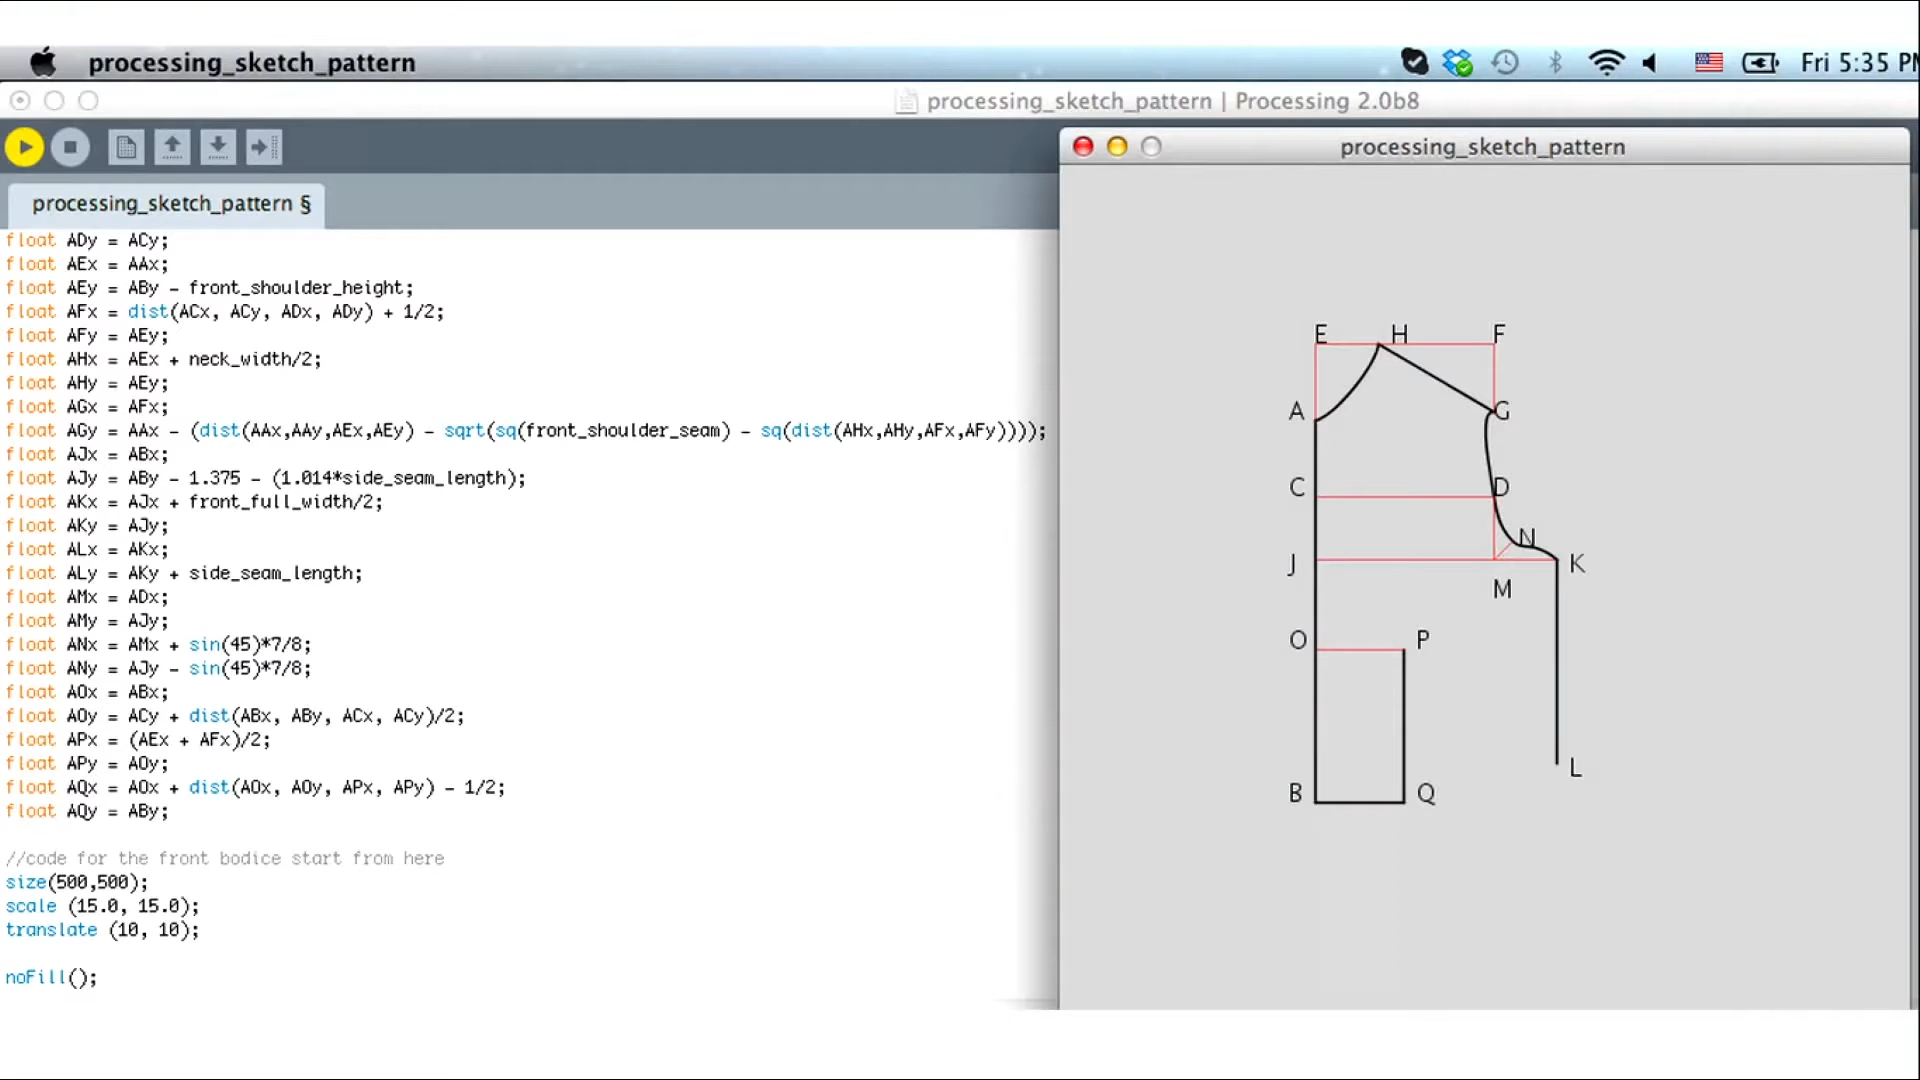 processing_sketch_pattern
Fri 5:35 PM
processing_sketch_pattern | Processing 2.0b8
processing_sketch_pattern §
float ADy = ACy;
float AEx = AAx;
float AEy = ABy - front_shoulder_height;
float AFx = dist(ACx, ACy, ADx, ADy) + 1/2;
float AFy = AEy;
float AHx = AEx + neck_width/2;
float AHy = AEy;
float AGx = AFx;
float AGy = AAx - (dist(AAx,AAy,AEx,AEy) - sqrt(sq(front_shoulder_seam) - sq(dist(AHx,AHy,AFx,AFy))));
float AJx = ABx;
float AJy = ABy - 1.375 - (1.014*side_seam_length);
float AKx = AJx + front_full_width/2;
float AKy = AJy;
float ALx = AKx;
float ALy = AKy + side_seam_length;
float AMx = ADx;
float AMy = AJy;
float ANx = AMx + sin(45)*7/8;
float ANy = AJy - sin(45)*7/8;
float AOx = ABx;
float AOy = ACy + dist(ABx, ABy, ACx, ACy)/2;
float APx = (AEx + AFx)/2;
float APy = AOy;
float AQx = AOx + dist(AOx, AOy, APx, APy) - 1/2;
float AQy = ABy;
//code for the front bodice start from here
size(500,500);
scale (15.0, 15.0);
translate (10, 10);
noFill();
processing_sketch_pattern
E H F
A G
C D
N
J K
M
O P
L
B Q